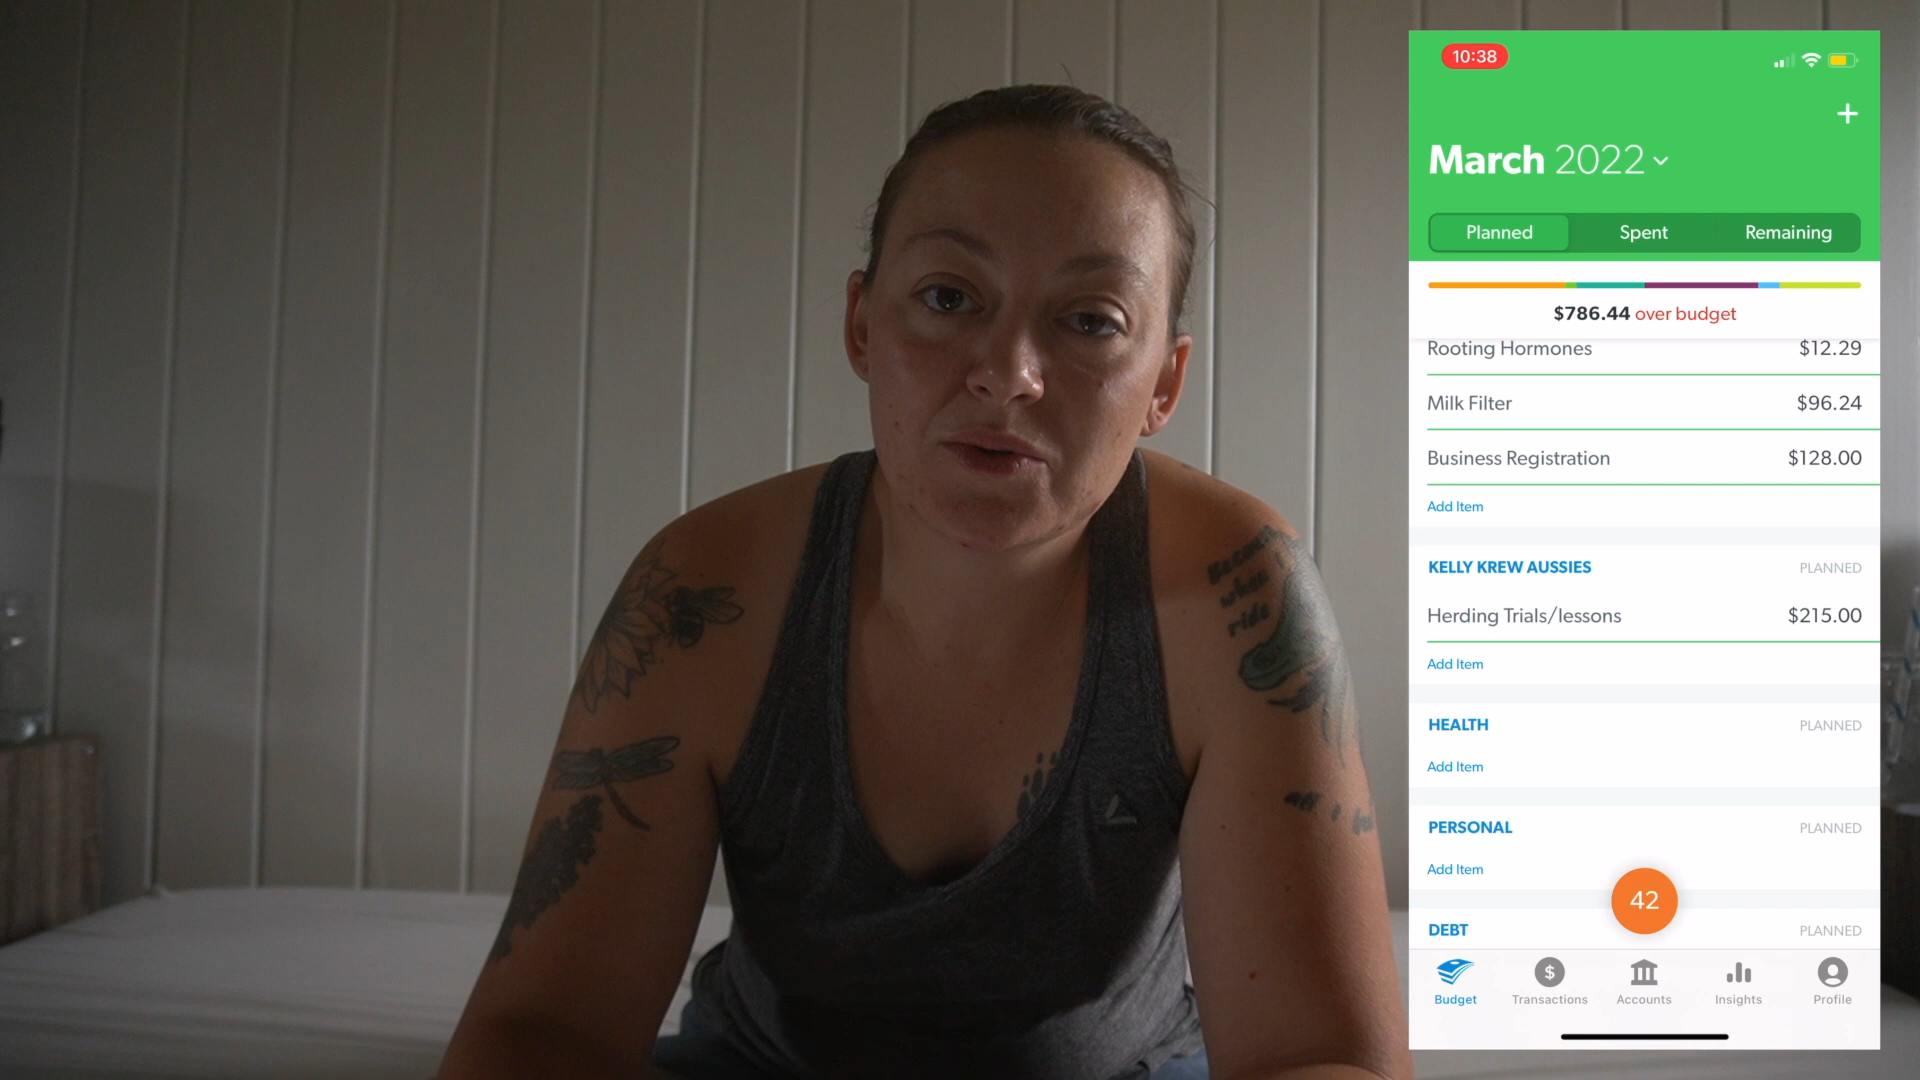 10:38
+
March 2022
Planned Spent Remaining
$786.44 over budget
Rooting Hormones $12.29
Milk Filter $96.24
Business Registration $128.00
Add Item
KELLY KREW AUSSIES PLANNED
Herding Trials/lessons $215.00
Add Item
HEALTH PLANNED
Add Item
PERSONAL PLANNED
Add Item
42
DEBT PLANNED
Budget Transactions Accounts Insights Profile
when I
ride